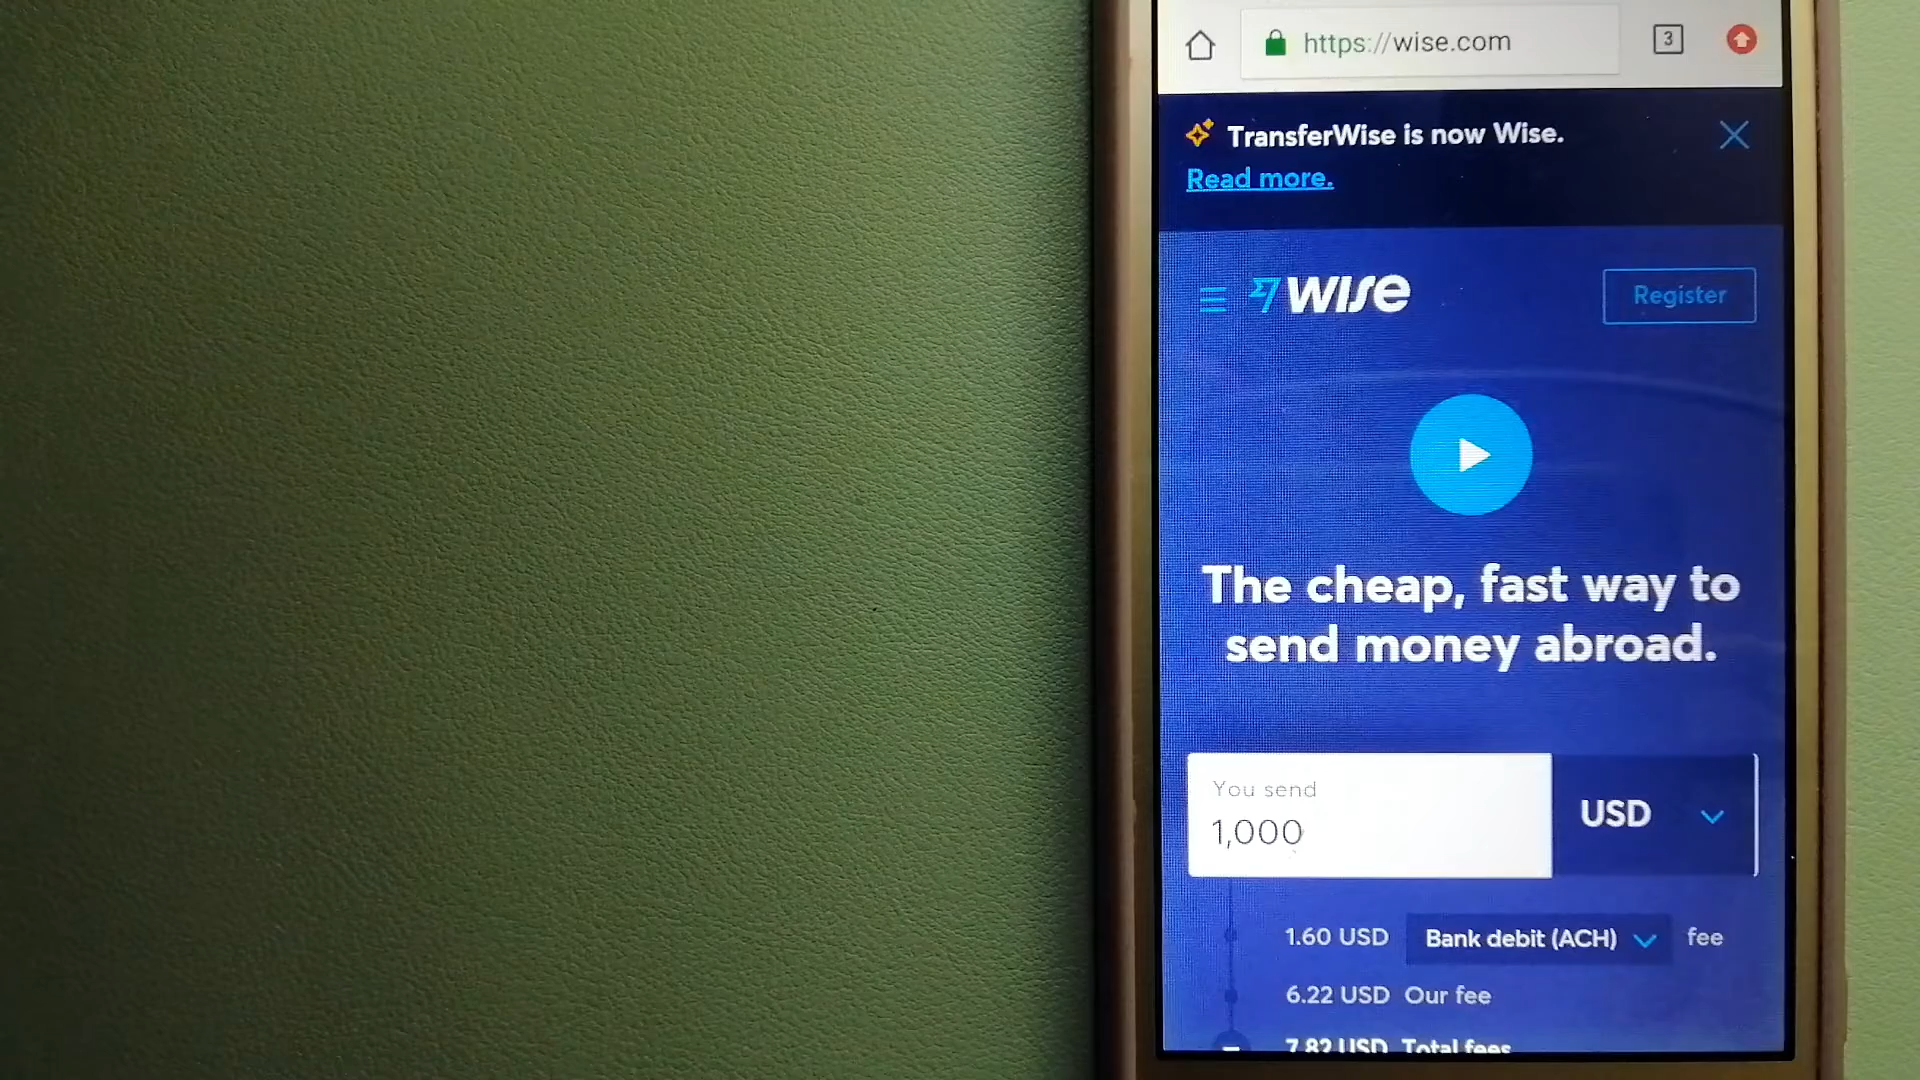 https://wise.com
3
TransferWise is now Wise.
Read more.
WISE
Register
The cheap, fast way to
send money abroad.
You send
1,000
USD
1.60 USD Bank debit (ACH) fee
6.22 USD Our fee
7.82 USD Total fees